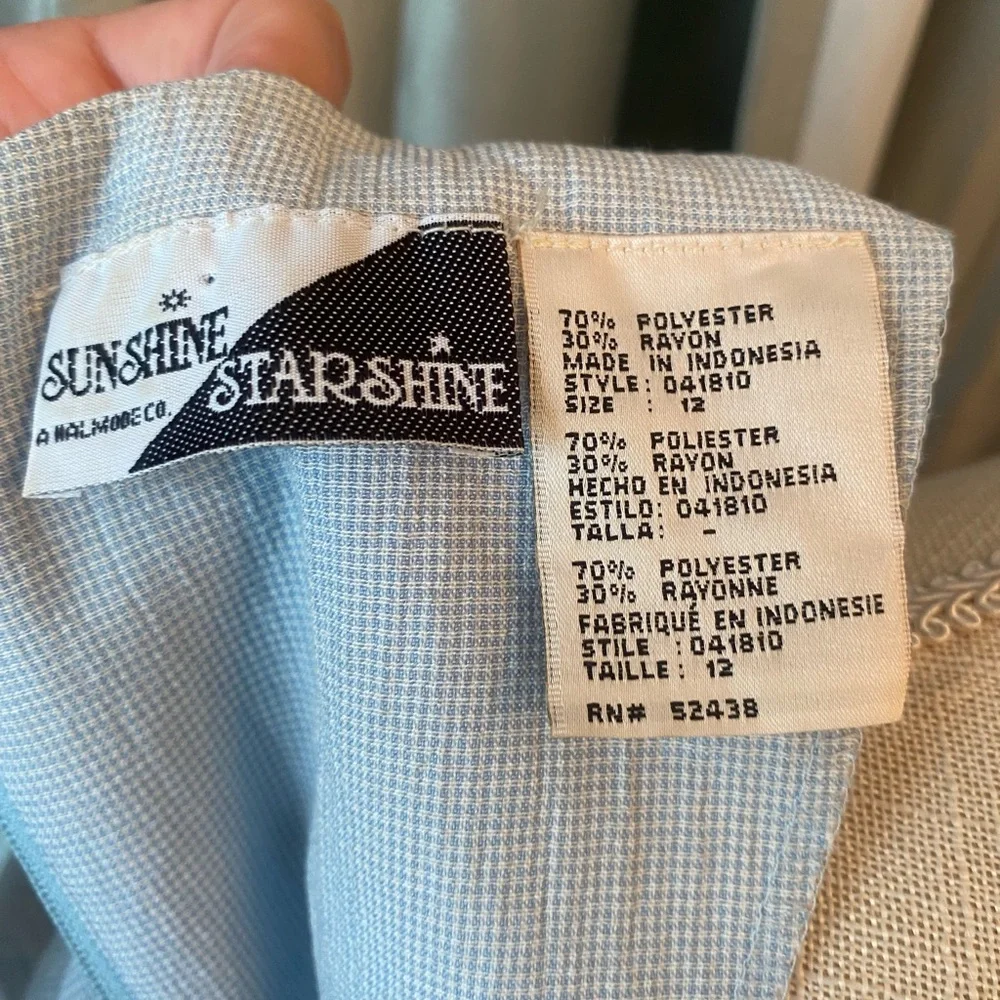 SUNSHINE
STARSHINE
A MALMODE CO.
70% POLYESTER
30% RAYON
MADE IN INDONESIA
STYLE: 041810
SIZE : 12
70% POLIESTER
30% RAYON
HECHO EN INDONESIA
ESTILO: 041810
TALLA: -
70% POLYESTER
30% RAYONNE
FABRIQUÉ EN INDONESIE
STILE : 041810
TAILLE : 12
RN# 52438